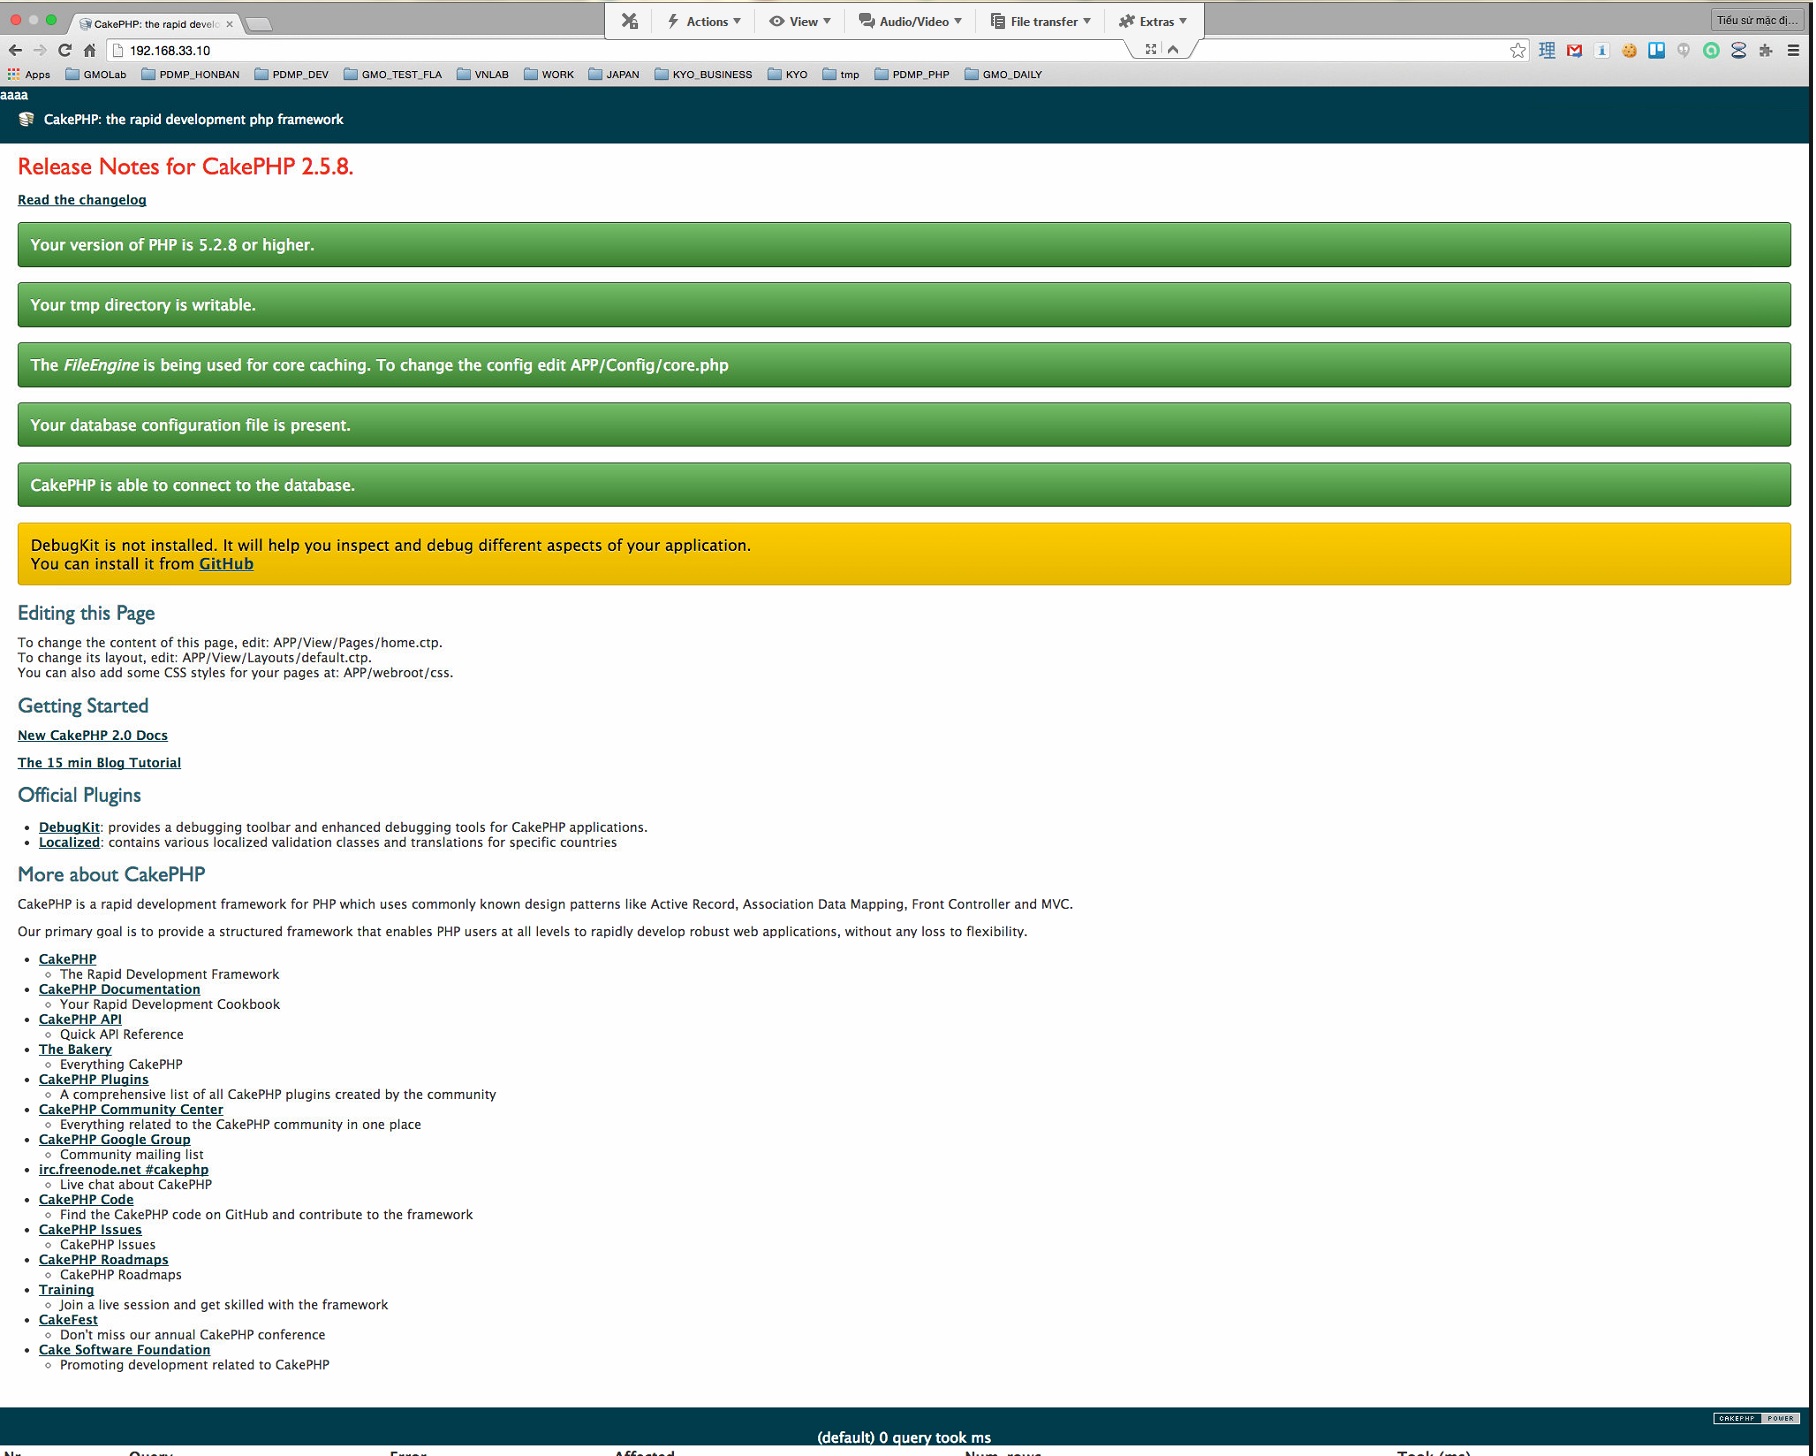 CakePHP: the rapid develo
Actions
View
Audio/Video
File transfer
Extras
Tiểu sử mặc đị...
192.168.33.10
Apps GMOLab PDMP_HONBAN PDMP_DEV GMO_TEST_FLA VNLAB WORK JAPAN KYO_BUSINESS KYO tmp PDMP_PHP GMO_DAILY
aaaa
CakePHP: the rapid development php framework
Release Notes for CakePHP 2.5.8.
Read the changelog
Your version of PHP is 5.2.8 or higher.
Your tmp directory is writable.
The FileEngine is being used for core caching. To change the config edit APP/Config/core.php
Your database configuration file is present.
CakePHP is able to connect to the database.
DebugKit is not installed. It will help you inspect and debug different aspects of your application.
You can install it from GitHub
Editing this Page
To change the content of this page, edit: APP/View/Pages/home.ctp.
To change its layout, edit: APP/View/Layouts/default.ctp.
You can also add some CSS styles for your pages at: APP/webroot/css.
Getting Started
New CakePHP 2.0 Docs
The 15 min Blog Tutorial
Official Plugins
DebugKit: provides a debugging toolbar and enhanced debugging tools for CakePHP applications.
Localized: contains various localized validation classes and translations for specific countries
More about CakePHP
CakePHP is a rapid development framework for PHP which uses commonly known design patterns like Active Record, Association Data Mapping, Front Controller and MVC.
Our primary goal is to provide a structured framework that enables PHP users at all levels to rapidly develop robust web applications, without any loss to flexibility.
CakePHP
The Rapid Development Framework
CakePHP Documentation
Your Rapid Development Cookbook
CakePHP API
Quick API Reference
The Bakery
Everything CakePHP
CakePHP Plugins
A comprehensive list of all CakePHP plugins created by the community
CakePHP Community Center
Everything related to the CakePHP community in one place
CakePHP Google Group
Community mailing list
irc.freenode.net #cakephp
Live chat about CakePHP
CakePHP Code
Find the CakePHP code on GitHub and contribute to the framework
CakePHP Issues
CakePHP Issues
CakePHP Roadmaps
CakePHP Roadmaps
Training
Join a live session and get skilled with the framework
CakeFest
Don't miss our annual CakePHP conference
Cake Software Foundation
Promoting development related to CakePHP
CAKEPHP POWER
(default) 0 query took ms
Nr Query Error Affected Num. rows Took (ms)